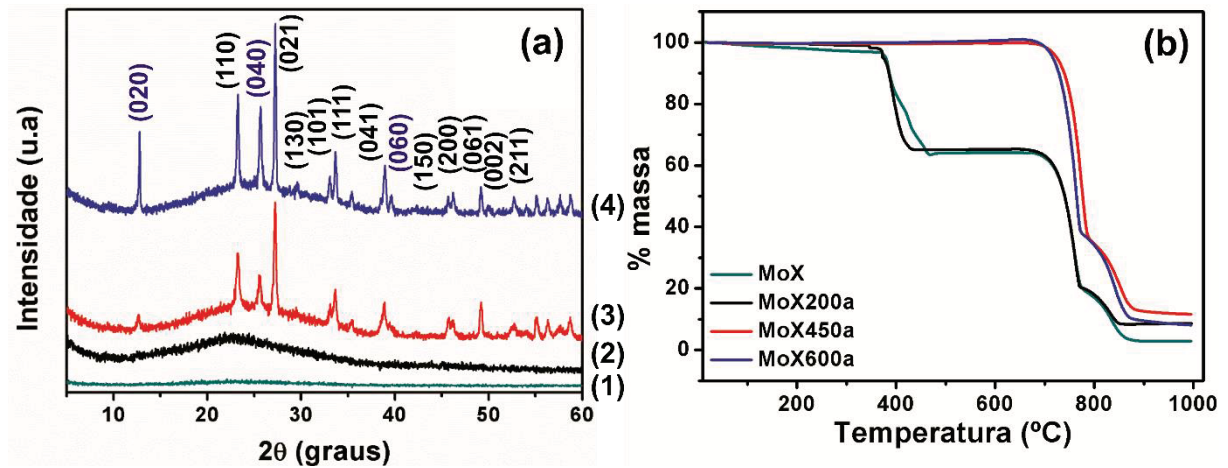 (a)
Intensidade (u.a)
(020)
(110)
(040)
(021)
(130)
(101)
(111)
(041)
(060)
(150)
(200)
(061)
(002)
(211)
(4)
(3)
(2)
(1)
10 20 30 40 50 60
2θ (graus)
(b)
% massa
100
80
60
40
20
0
MoX
MoX200a
MoX450a
MoX600a
200 400 600 800 1000
Temperatura (ºC)